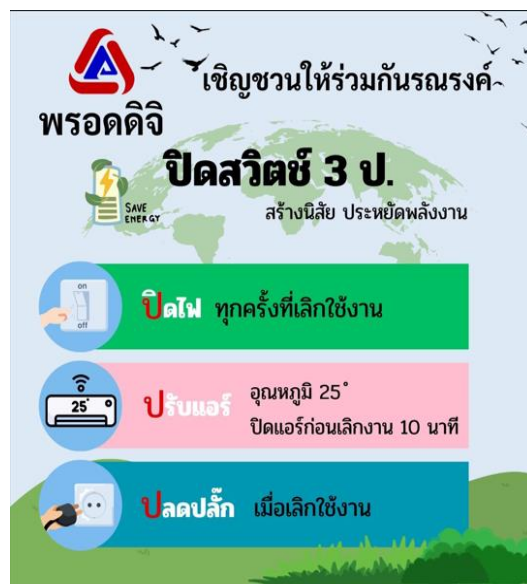 เชิญชวนให้ร่วมกันรณรงค์
พรอดดิจิ
ปิดสวิตช์ 3 ป.
SAVE
ENERGY
สร้างนิสัย ประหยัดพลังงาน
on
off
ปิดไฟ ทุกครั้งที่เลิกใช้งาน
25°
ปรับแอร์ อุณหภูมิ 25°
ปิดแอร์ก่อนเลิกงาน 10 นาที
ปลดปลั๊ก เมื่อเลิกใช้งาน